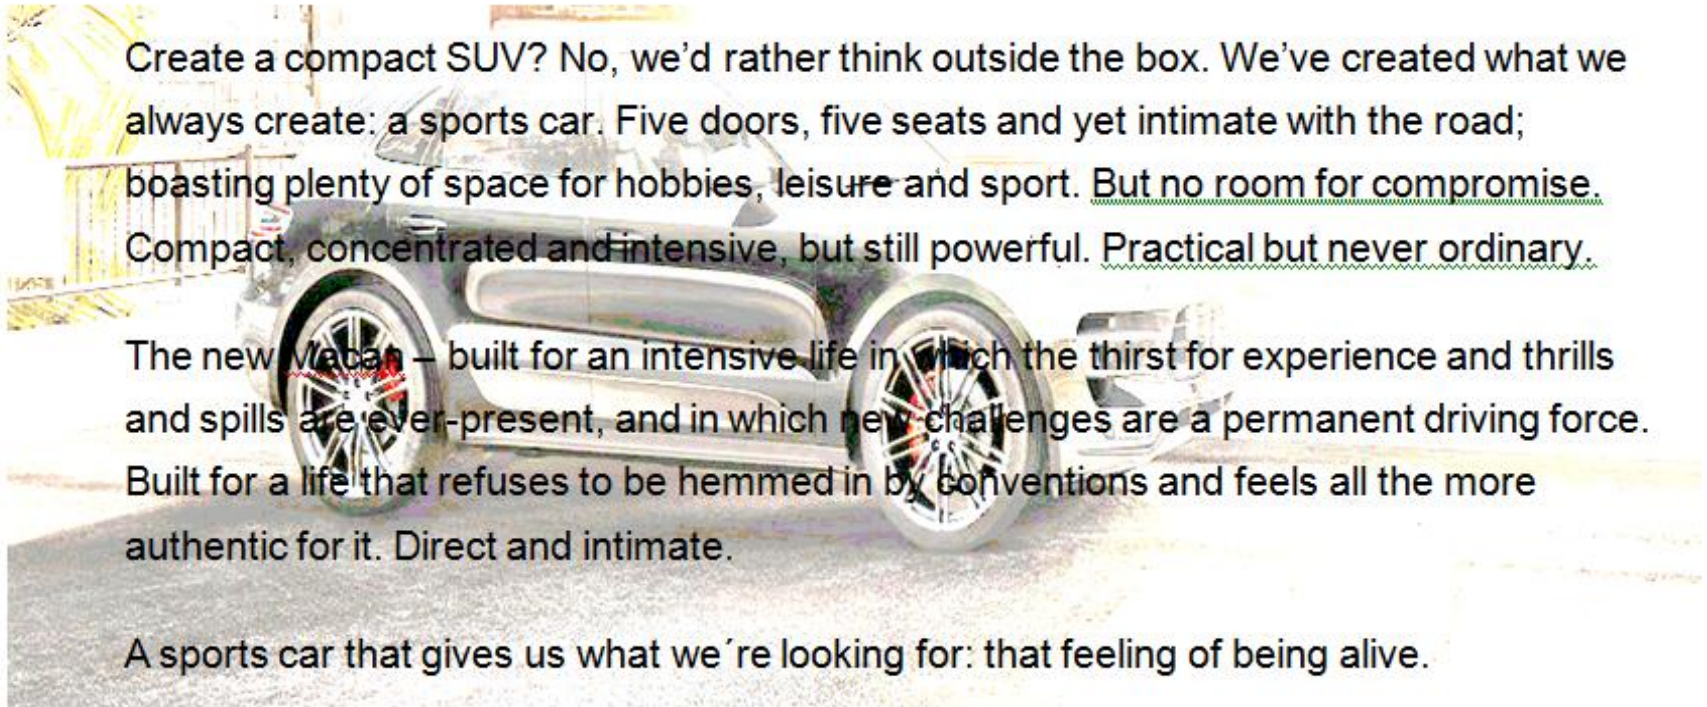 Create a compact SUV? No, we’d rather think outside the box. We’ve created what we
always create: a sports car. Five doors, five seats and yet intimate with the road;
boasting plenty of space for hobbies, leisure and sport. But no room for compromise.
Compact, concentrated and intensive, but still powerful. Practical but never ordinary.
The new Macan – built for an intensive life in which the thirst for experience and thrills
and spills are ever-present, and in which new challenges are a permanent driving force.
Built for a life that refuses to be hemmed in by conventions and feels all the more
authentic for it. Direct and intimate.
A sports car that gives us what we´re looking for: that feeling of being alive.